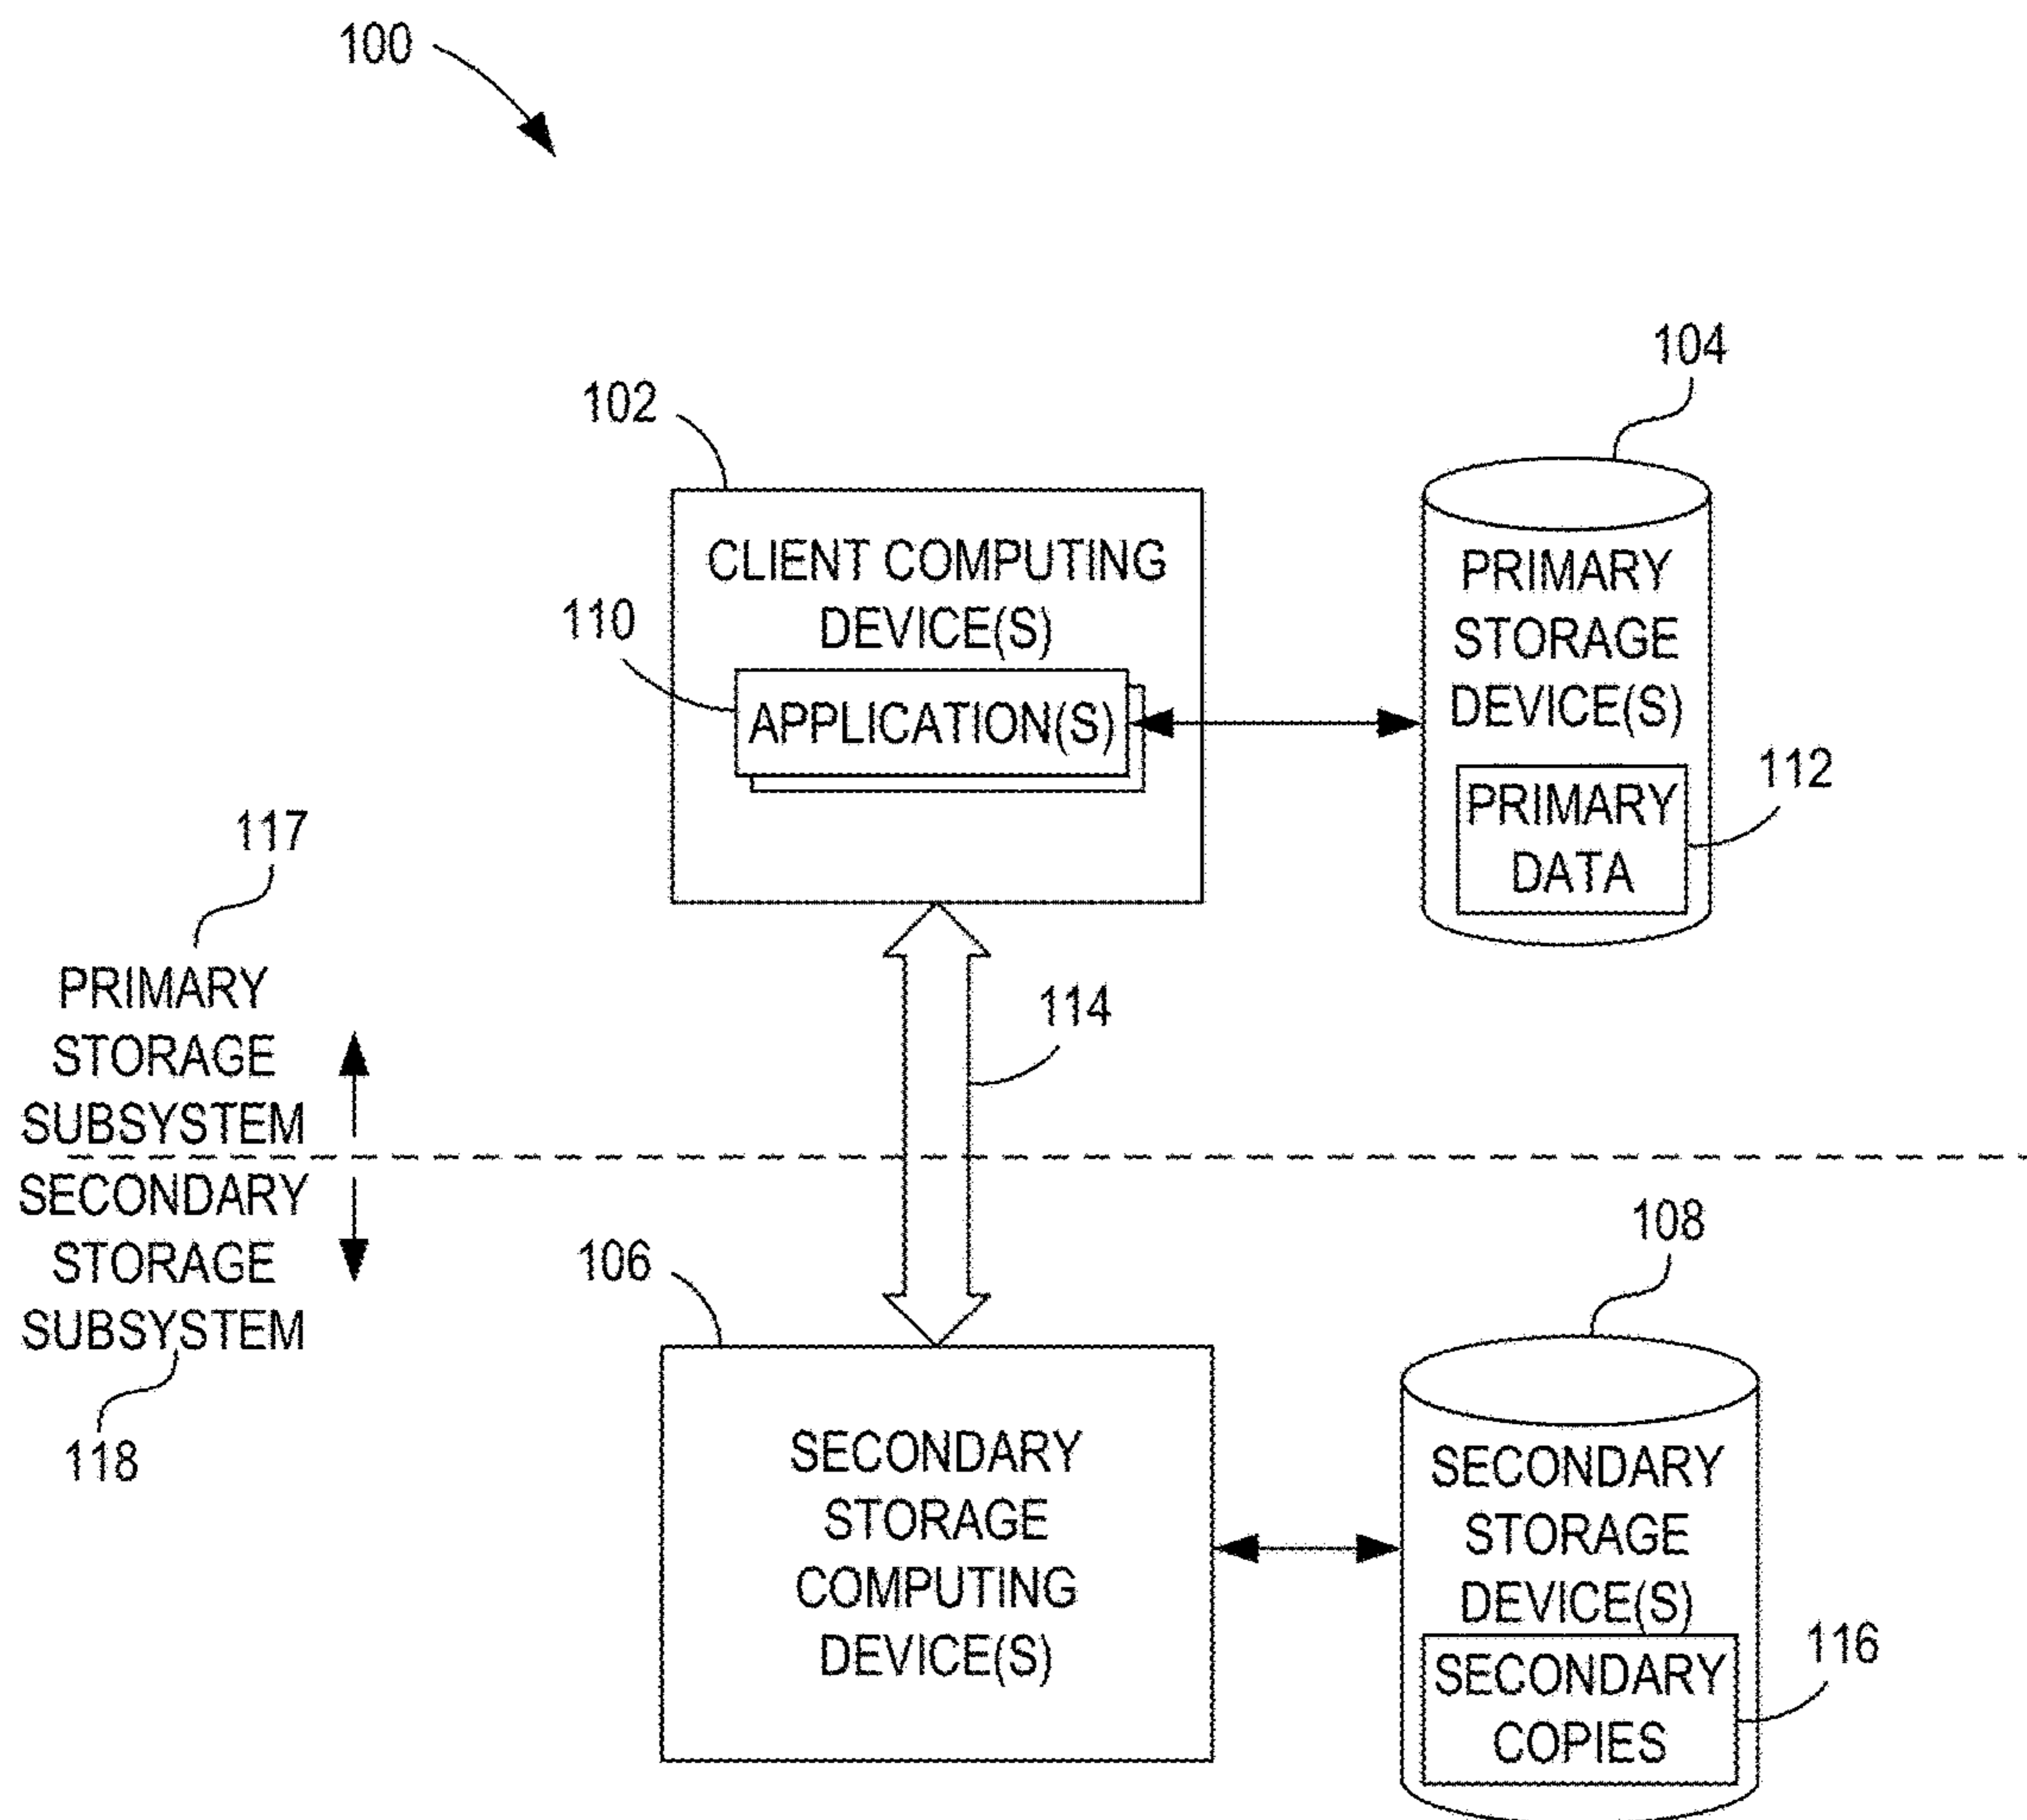 100
104
102
CLIENT COMPUTING
DEVICE(S)
110
APPLICATION(S)
PRIMARY
STORAGE
DEVICE(S)
112
PRIMARY
DATA
117
PRIMARY
STORAGE
SUBSYSTEM
114
SECONDARY
STORAGE
SUBSYSTEM
118
106
108
SECONDARY
STORAGE
COMPUTING
DEVICE(S)
SECONDARY
STORAGE
DEVICE(S)
116
SECONDARY
COPIES